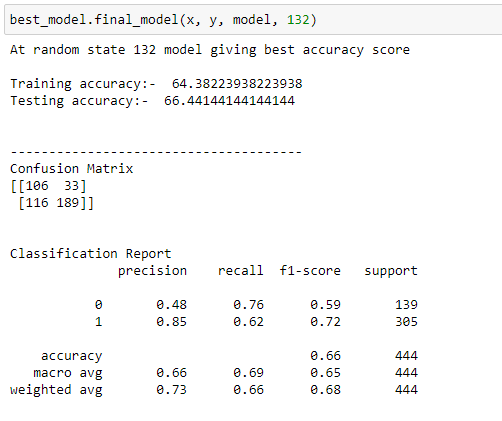 best_model.final_model(x, y, model, 132)
At random state 132 model giving best accuracy score
Training accuracy:-  64.38223938223938
Testing accuracy:-  66.44144144144144
-------------------------------------
Confusion Matrix
[[106  33]
 [116 189]]
Classification Report
              precision    recall  f1-score   support
           0       0.48      0.76      0.59       139
           1       0.85      0.62      0.72       305
    accuracy                           0.66       444
   macro avg       0.66      0.69      0.65       444
weighted avg       0.73      0.66      0.68       444